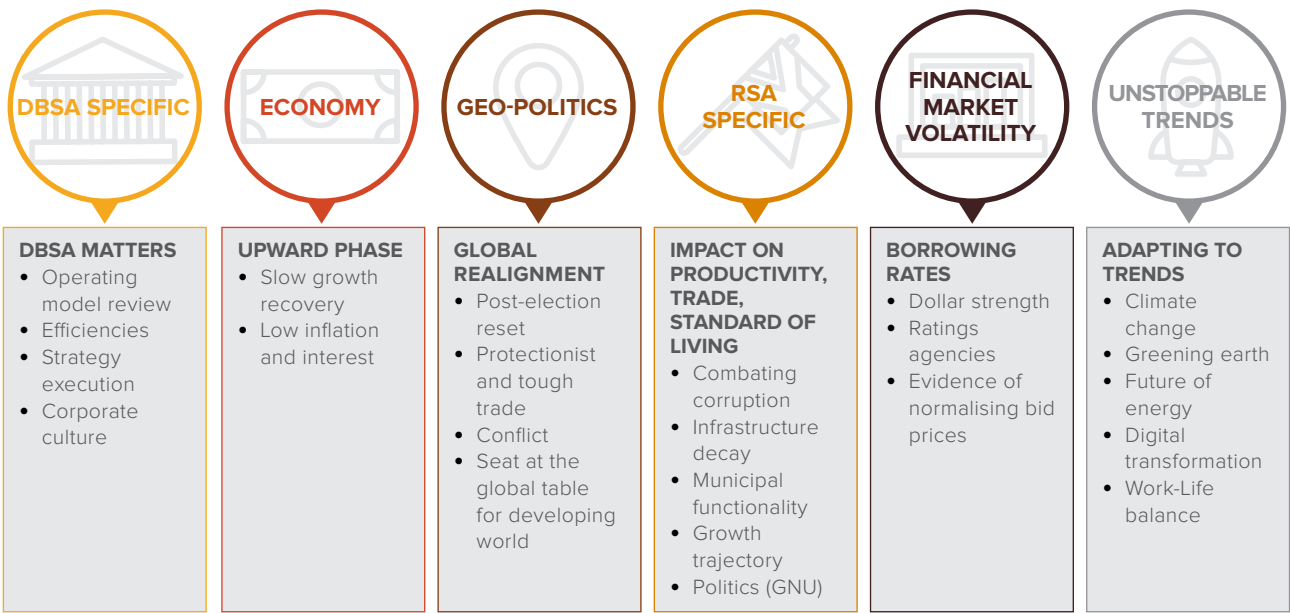 DBSA SPECIFIC
DBSA MATTERS
• Operating
model review
• Efficiencies
• Strategy
execution
• Corporate
culture
ECONOMY
UPWARD PHASE
• Slow growth
recovery
• Low inflation
and interest
GEO-POLITICS
GLOBAL
REALIGNMENT
• Post-election
reset
• Protectionist
and tough
trade
• Conflict
• Seat at the
global table
for developing
world
RSA
SPECIFIC
IMPACT ON
PRODUCTIVITY,
TRADE,
STANDARD OF
LIVING
• Combating
corruption
• Infrastructure
decay
• Municipal
functionality
• Growth
trajectory
• Politics (GNU)
FINANCIAL
MARKET
VOLATILITY
BORROWING
RATES
• Dollar strength
• Ratings
agencies
• Evidence of
normalising bid
prices
UNSTOPPABLE
TRENDS
ADAPTING TO
TRENDS
• Climate
change
• Greening earth
• Future of
energy
• Digital
transformation
• Work-Life
balance